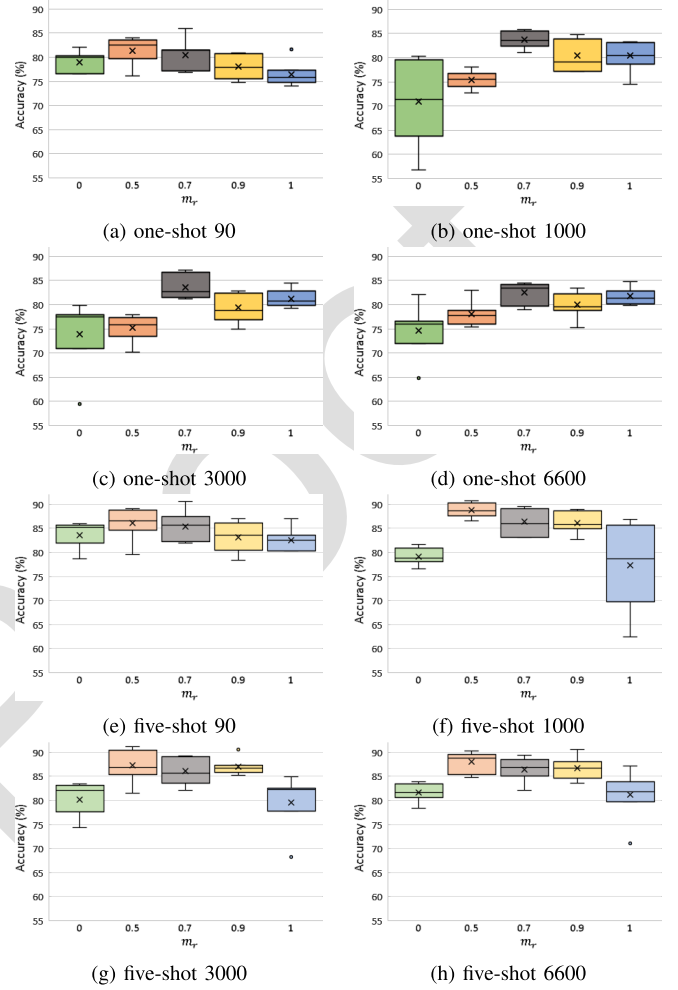 90
85
80
75
70
65
60
55
Accuracy (%)
0 0.5 0.7 0.9 1
m_r
(a) one-shot 90
90
85
80
75
70
65
60
55
Accuracy (%)
0 0.5 0.7 0.9 1
m_r
(b) one-shot 1000
90
85
80
75
70
65
60
55
Accuracy (%)
0 0.5 0.7 0.9 1
m_r
(c) one-shot 3000
90
85
80
75
70
65
60
55
Accuracy (%)
0 0.5 0.7 0.9 1
m_r
(d) one-shot 6600
90
85
80
75
70
65
60
55
Accuracy (%)
0 0.5 0.7 0.9 1
m_r
(e) five-shot 90
90
85
80
75
70
65
60
55
Accuracy (%)
0 0.5 0.7 0.9 1
m_r
(f) five-shot 1000
90
85
80
75
70
65
60
55
Accuracy (%)
0 0.5 0.7 0.9 1
m_r
(g) five-shot 3000
90
85
80
75
70
65
60
55
Accuracy (%)
0 0.5 0.7 0.9 1
m_r
(h) five-shot 6600